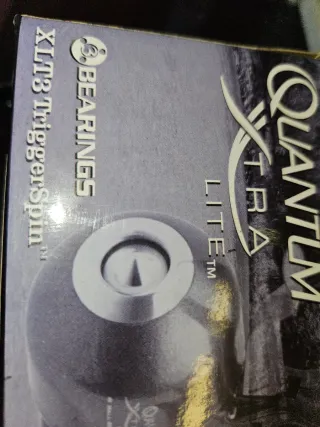 QUANTUM
XTRA
LITE™
3 BEARINGS
XLT3 TriggerSpin™